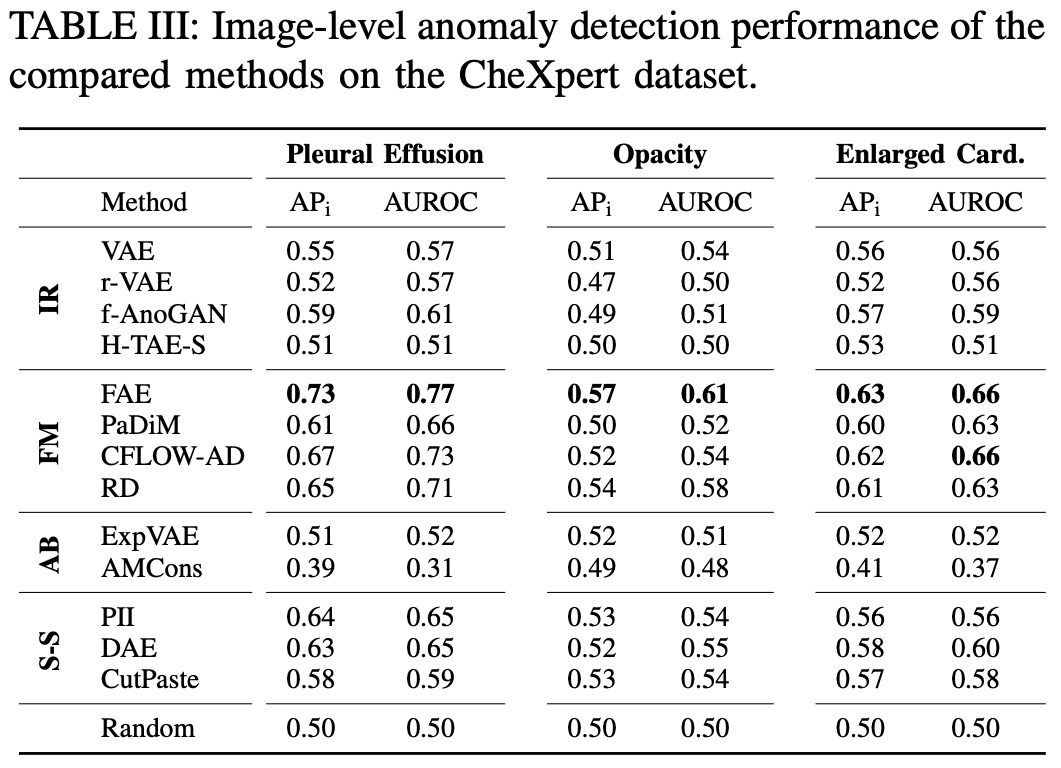 TABLE III: Image-level anomaly detection performance of the
compared methods on the CheXpert dataset.
Pleural Effusion Opacity Enlarged Card.
Method APi AUROC APi AUROC APi AUROC
IR
VAE 0.55 0.57 0.51 0.54 0.56 0.56
r-VAE 0.52 0.57 0.47 0.50 0.52 0.56
f-AnoGAN 0.59 0.61 0.49 0.51 0.57 0.59
H-TAE-S 0.51 0.51 0.50 0.50 0.53 0.51
FM
FAE 0.73 0.77 0.57 0.61 0.63 0.66
PaDiM 0.61 0.66 0.50 0.52 0.60 0.63
CFLOW-AD 0.67 0.73 0.52 0.54 0.62 0.66
RD 0.65 0.71 0.54 0.58 0.61 0.63
AB
ExpVAE 0.51 0.52 0.52 0.51 0.52 0.52
AMCons 0.39 0.31 0.49 0.48 0.41 0.37
S-S
PII 0.64 0.65 0.53 0.54 0.56 0.56
DAE 0.63 0.65 0.52 0.55 0.58 0.60
CutPaste 0.58 0.59 0.53 0.54 0.57 0.58
Random 0.50 0.50 0.50 0.50 0.50 0.50